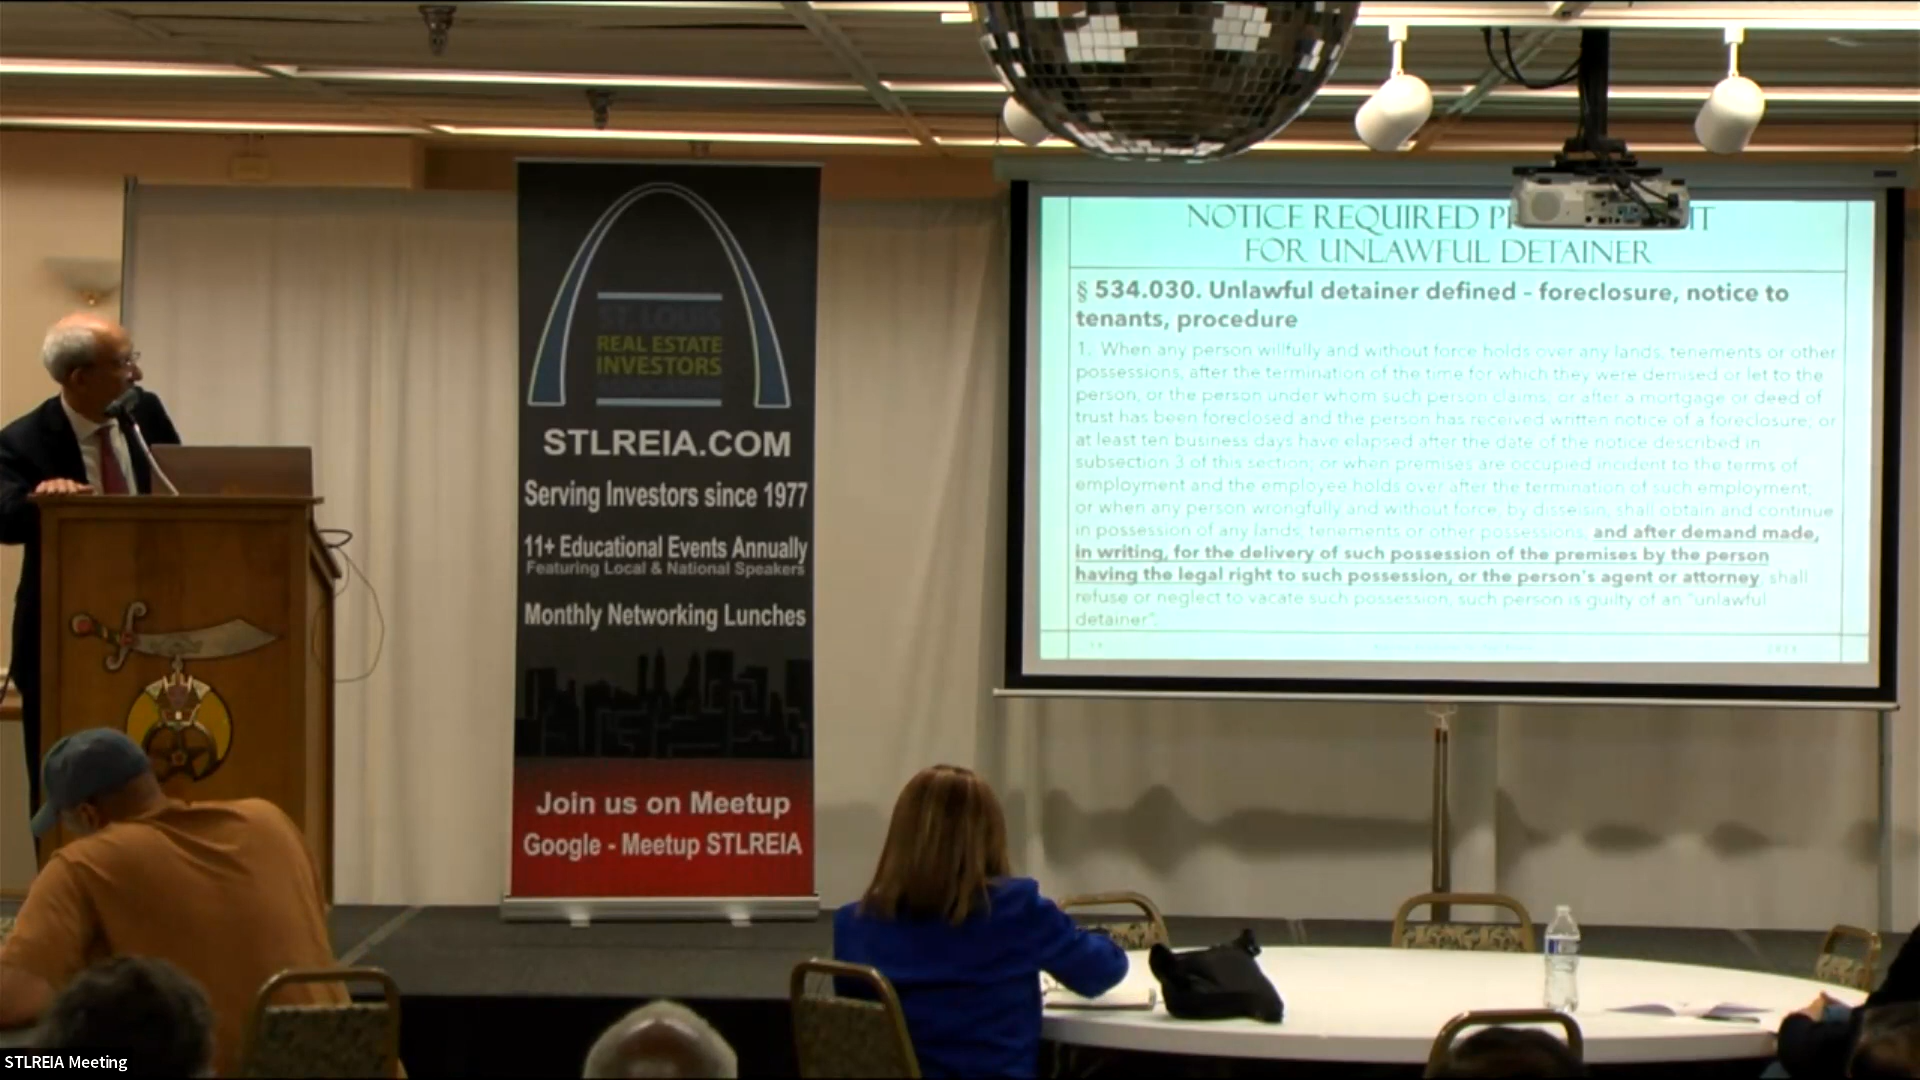 ST. LOUIS
REAL ESTATE
INVESTORS
STLREIA.COM
Serving Investors since 1977
11+ Educational Events Annually
Featuring Local & National Speakers
Monthly Networking Lunches
Join us on Meetup
Google - Meetup STLREIA
NOTICE REQUIRED
FOR UNLAWFUL DETAINER
§ 534.030. Unlawful detainer defined - foreclosure, notice to
tenants, procedure
1. When any person willfully and without force holds over any lands, tenements or other
possessions, after the termination of the time for which they were demised or let to the
person, or the person under whom such person claims; or after a mortgage or deed of
trust has been foreclosed and the person has received written notice of a foreclosure; or
at least ten business days have elapsed after the date of the notice described in
subsection 3 of this section; or when premises are occupied incident to the terms of
employment and the employee holds over after the termination of such employment;
or when any person wrongfully and without force, by disseisin, shall obtain and continue
in possession of any lands, tenements or other possessions, and after demand made,
in writing, for the delivery of such possession of the premises by the person
having the legal right to such possession, or the person's agent or attorney, shall
refuse or neglect to vacate such possession, such person is guilty of an "unlawful
detainer".
STLREIA Meeting